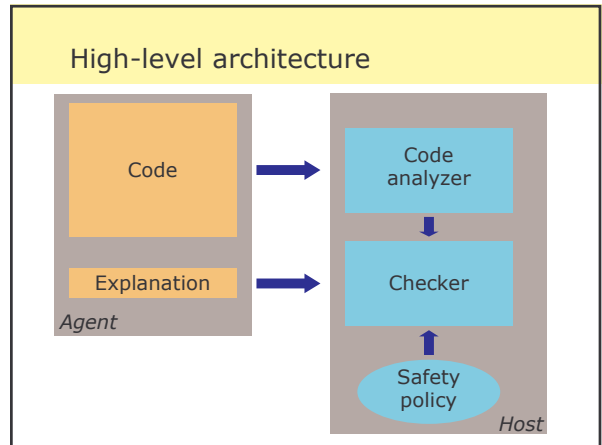 High-level architecture
Code
Explanation
Agent
Code
analyzer
Checker
Safety
policy
Host